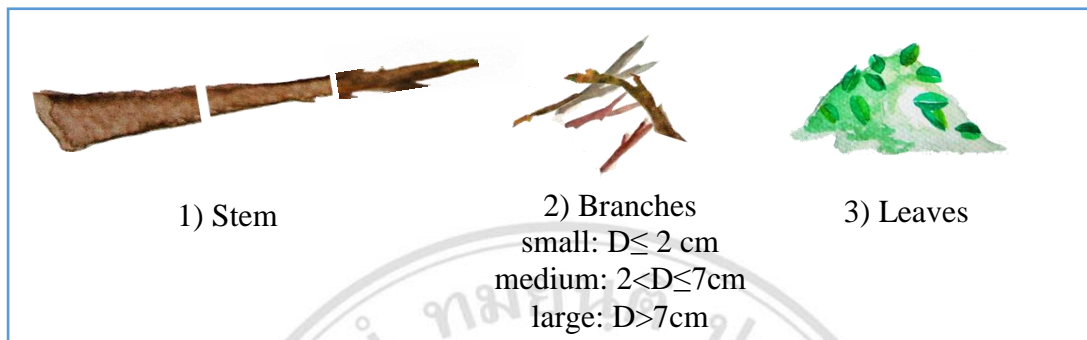 1) Stem
2) Branches
small: D≤ 2 cm
medium: 2<D≤7cm
large: D>7cm
3) Leaves